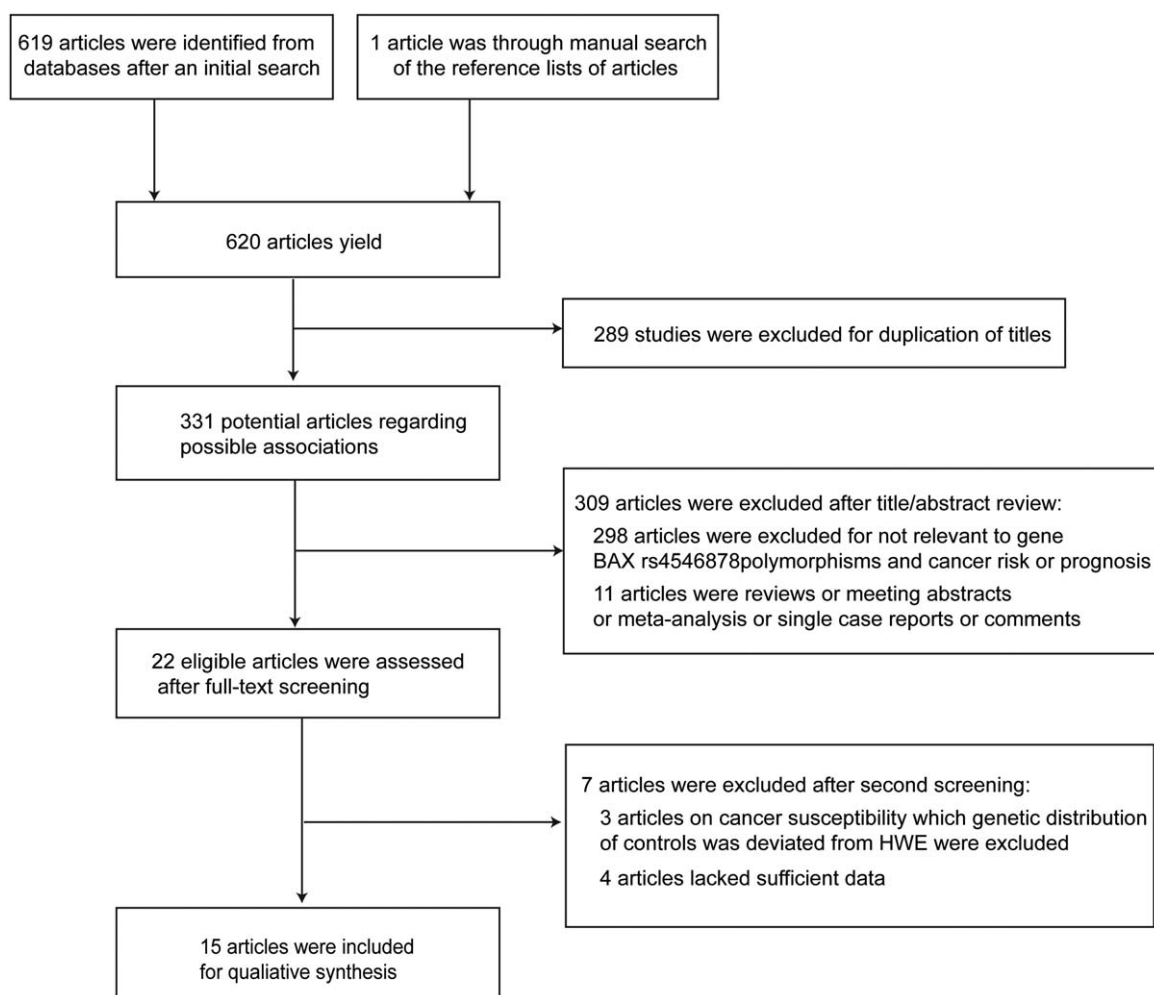 619 articles were identified from
databases after an initial search
1 article was through manual search
of the reference lists of articles
620 articles yield
289 studies were excluded for duplication of titles
331 potential articles regarding
possible associations
309 articles were excluded after title/abstract review:
298 articles were excluded for not relevant to gene
BAX rs4546878polymorphisms and cancer risk or prognosis
11 articles were reviews or meeting abstracts
or meta-analysis or single case reports or comments
22 eligible articles were assessed
after full-text screening
7 articles were excluded after second screening:
3 articles on cancer susceptibility which genetic distribution
of controls was deviated from HWE were excluded
4 articles lacked sufficient data
15 articles were included
for qualiative synthesis